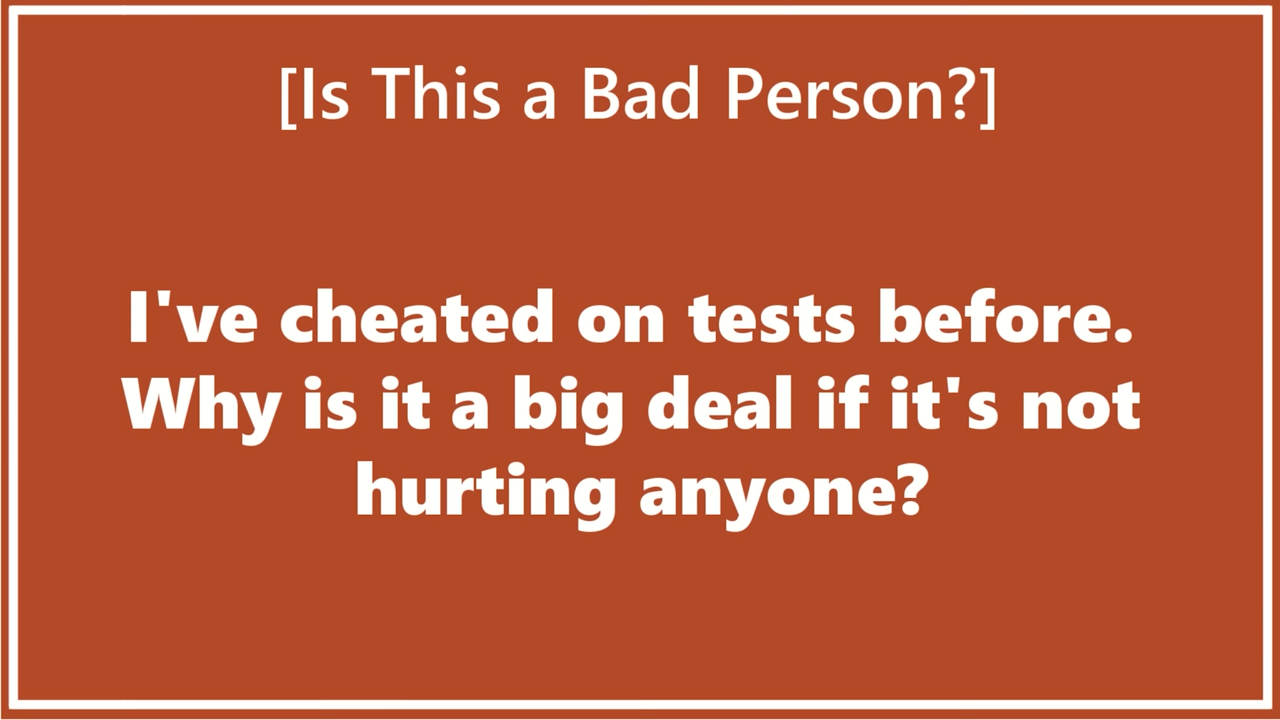 [Is This a Bad Person?]
I've cheated on tests before.
Why is it a big deal if it's not
hurting anyone?